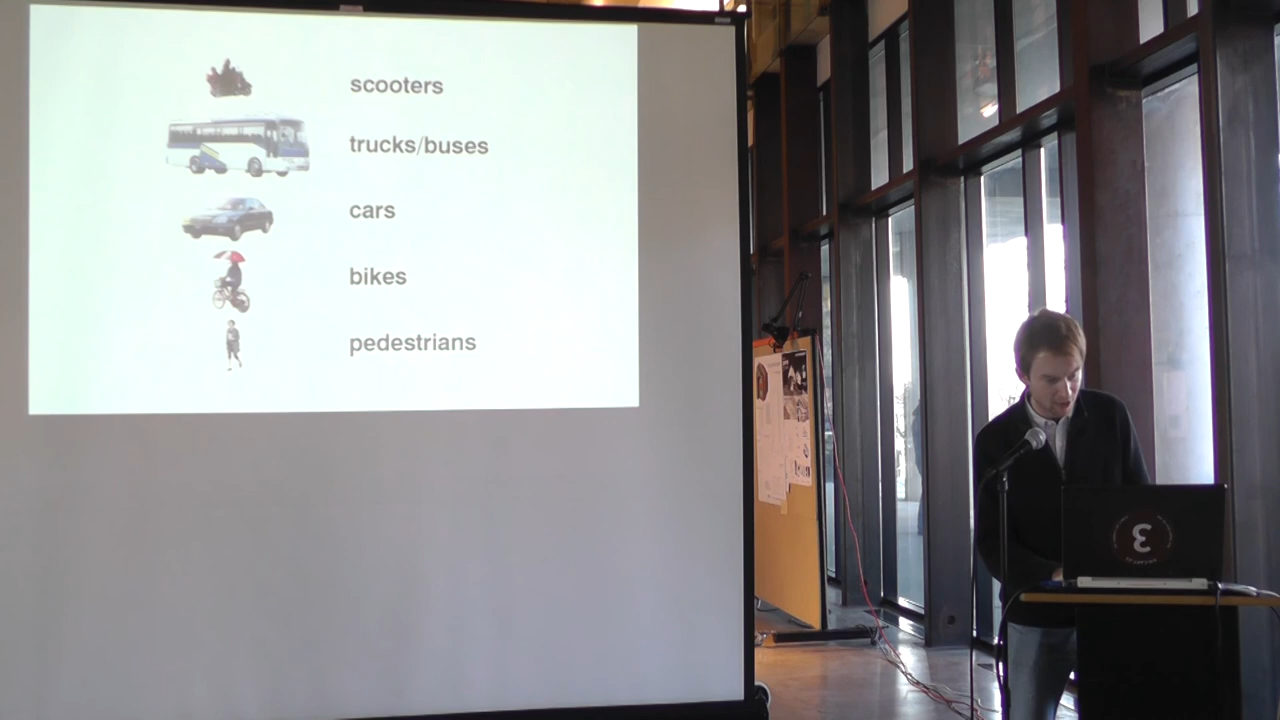 scooters
trucks/buses
cars
bikes
pedestrians